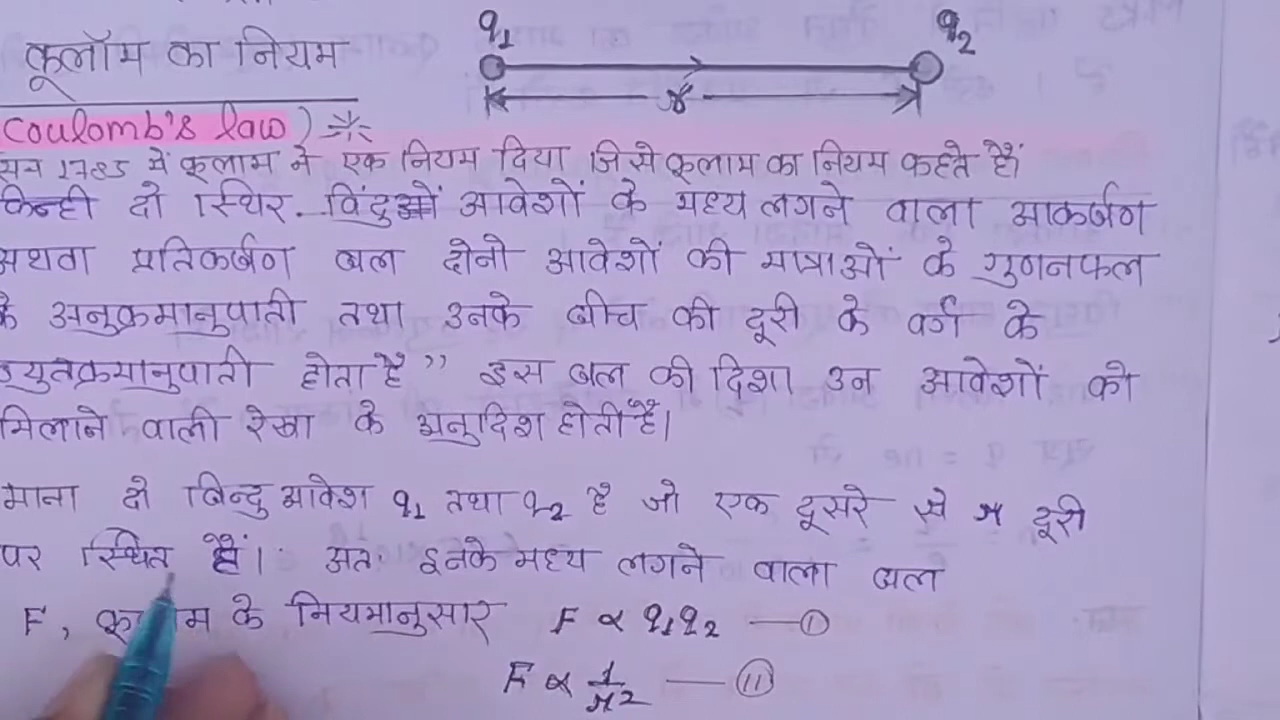 कूलॉम का नियम
q₁
q₂
r
(Coulomb's law)
सन 1785 में कूलाम ने एक नियम दिया जिसे कूलाम का नियम कहते हैं।
किन्ही दो स्थिर विंदुओं आवेशों के मध्य लगने वाला आकर्षण
अथवा प्रतिकर्षण बल दोनो आवेशों की मात्राओं के गुणनफल
के अनुक्रमानुपाती तथा उनके बीच की दूरी के वर्ग के
व्युतक्रमानुपाती होता है” इस बल की दिशा उन आवेशों को
मिलाने वाली रेखा के अनुदिश होती है।
माना दो बिन्दु आवेश q₁ तथा q₂ है जो एक दूसरे से r दूरी
पर स्थित हैं। अतः इनके मध्य लगने वाला बल
F, के नियमानुसार F ∝ q₁q₂ —①
F ∝ 1/r² —⑪